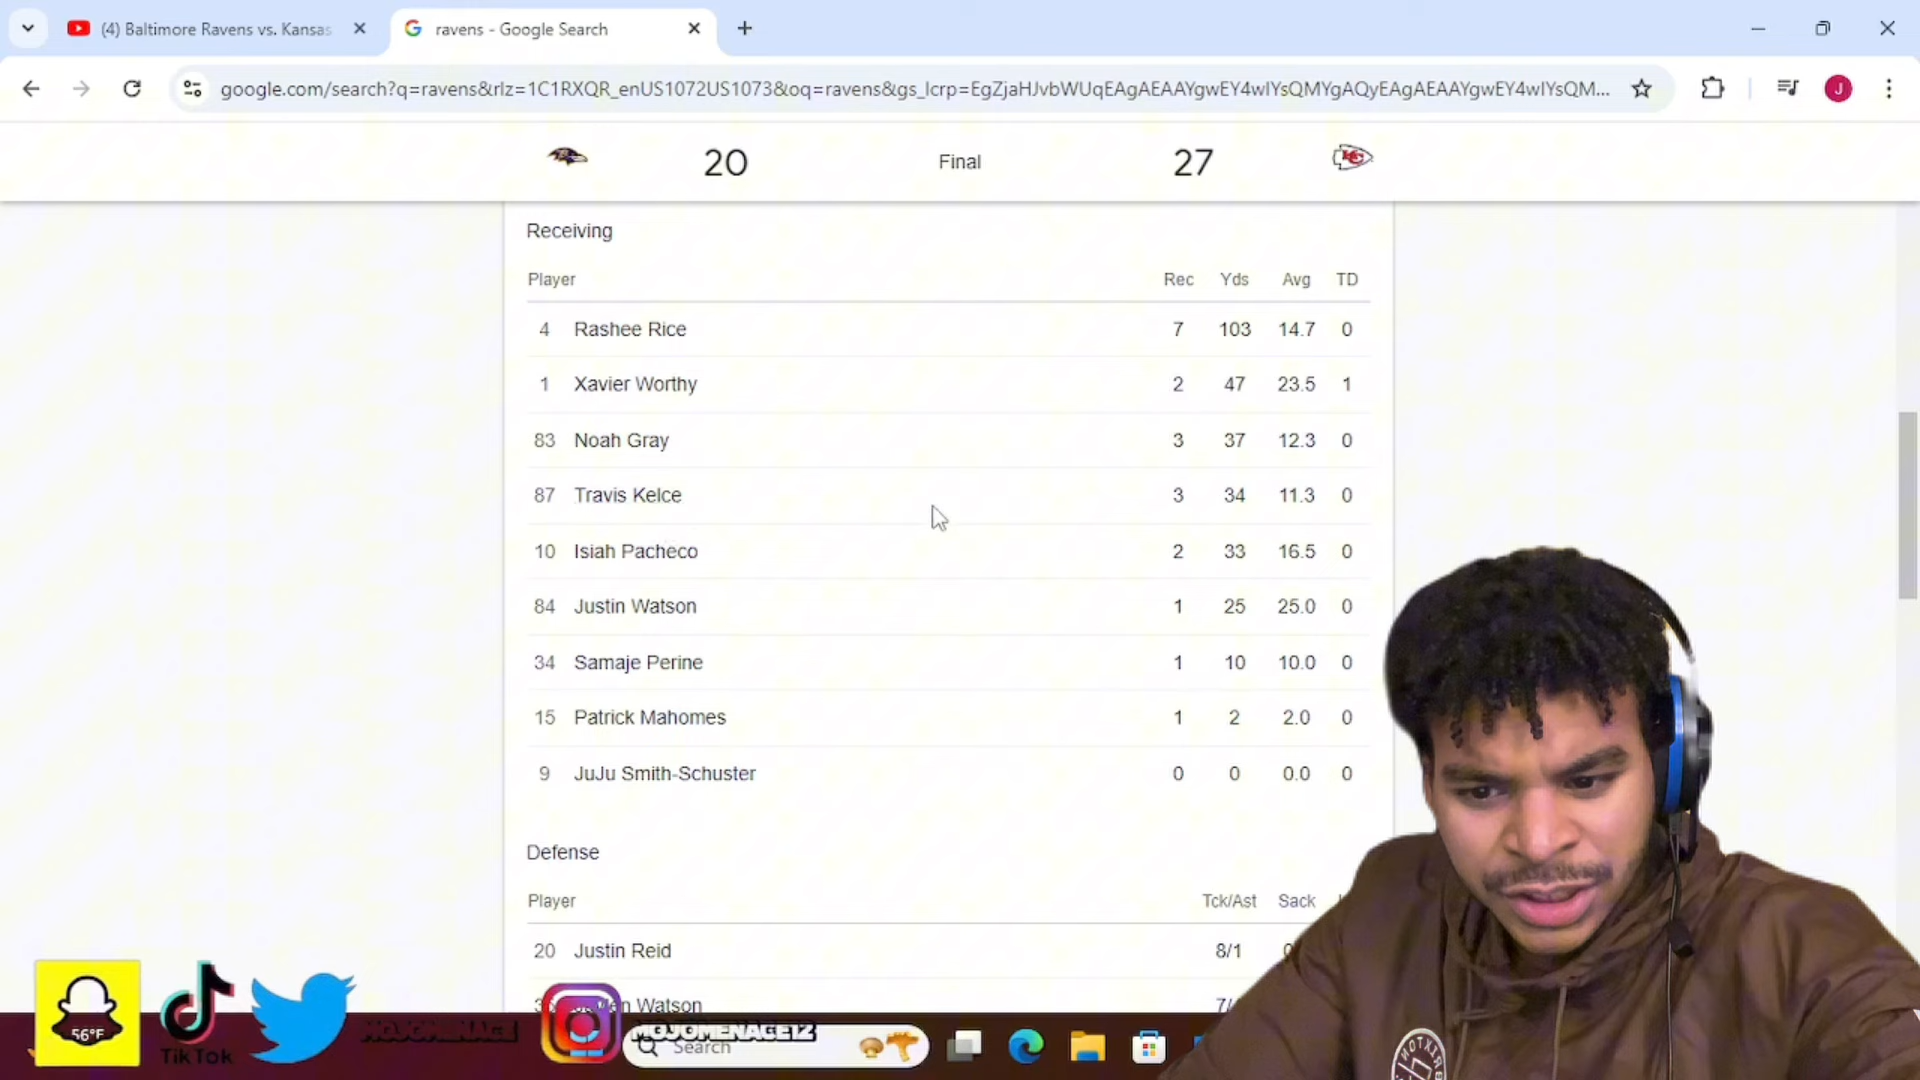 (4) Baltimore Ravens vs. Kansas
ravens - Google Search
google.com/search?q=ravens&rlz=1C1RXQR_enUS1072US1073&oq=ravens&gs_lcrp=EgZjaHJvbWUqEAgAEAAYgwEY4wIYsQMYgAQyEAgAEAAYgwEY4wIYsQM...
J
20 Final 27
KC
Receiving
Player Rec Yds Avg TD
4 Rashee Rice 7 103 14.7 0
1 Xavier Worthy 2 47 23.5 1
83 Noah Gray 3 37 12.3 0
87 Travis Kelce 3 34 11.3 0
10 Isiah Pacheco 2 33 16.5 0
84 Justin Watson 1 25 25.0 0
34 Samaje Perine 1 10 10.0 0
15 Patrick Mahomes 1 2 2.0 0
9 JuJu Smith-Schuster 0 0 0.0 0
Defense
Player Tck/Ast Sack
20 Justin Reid 8/1
Watson 7/
56°F
TikTok
MOJOMENACE
MOJOMENACE12
Search